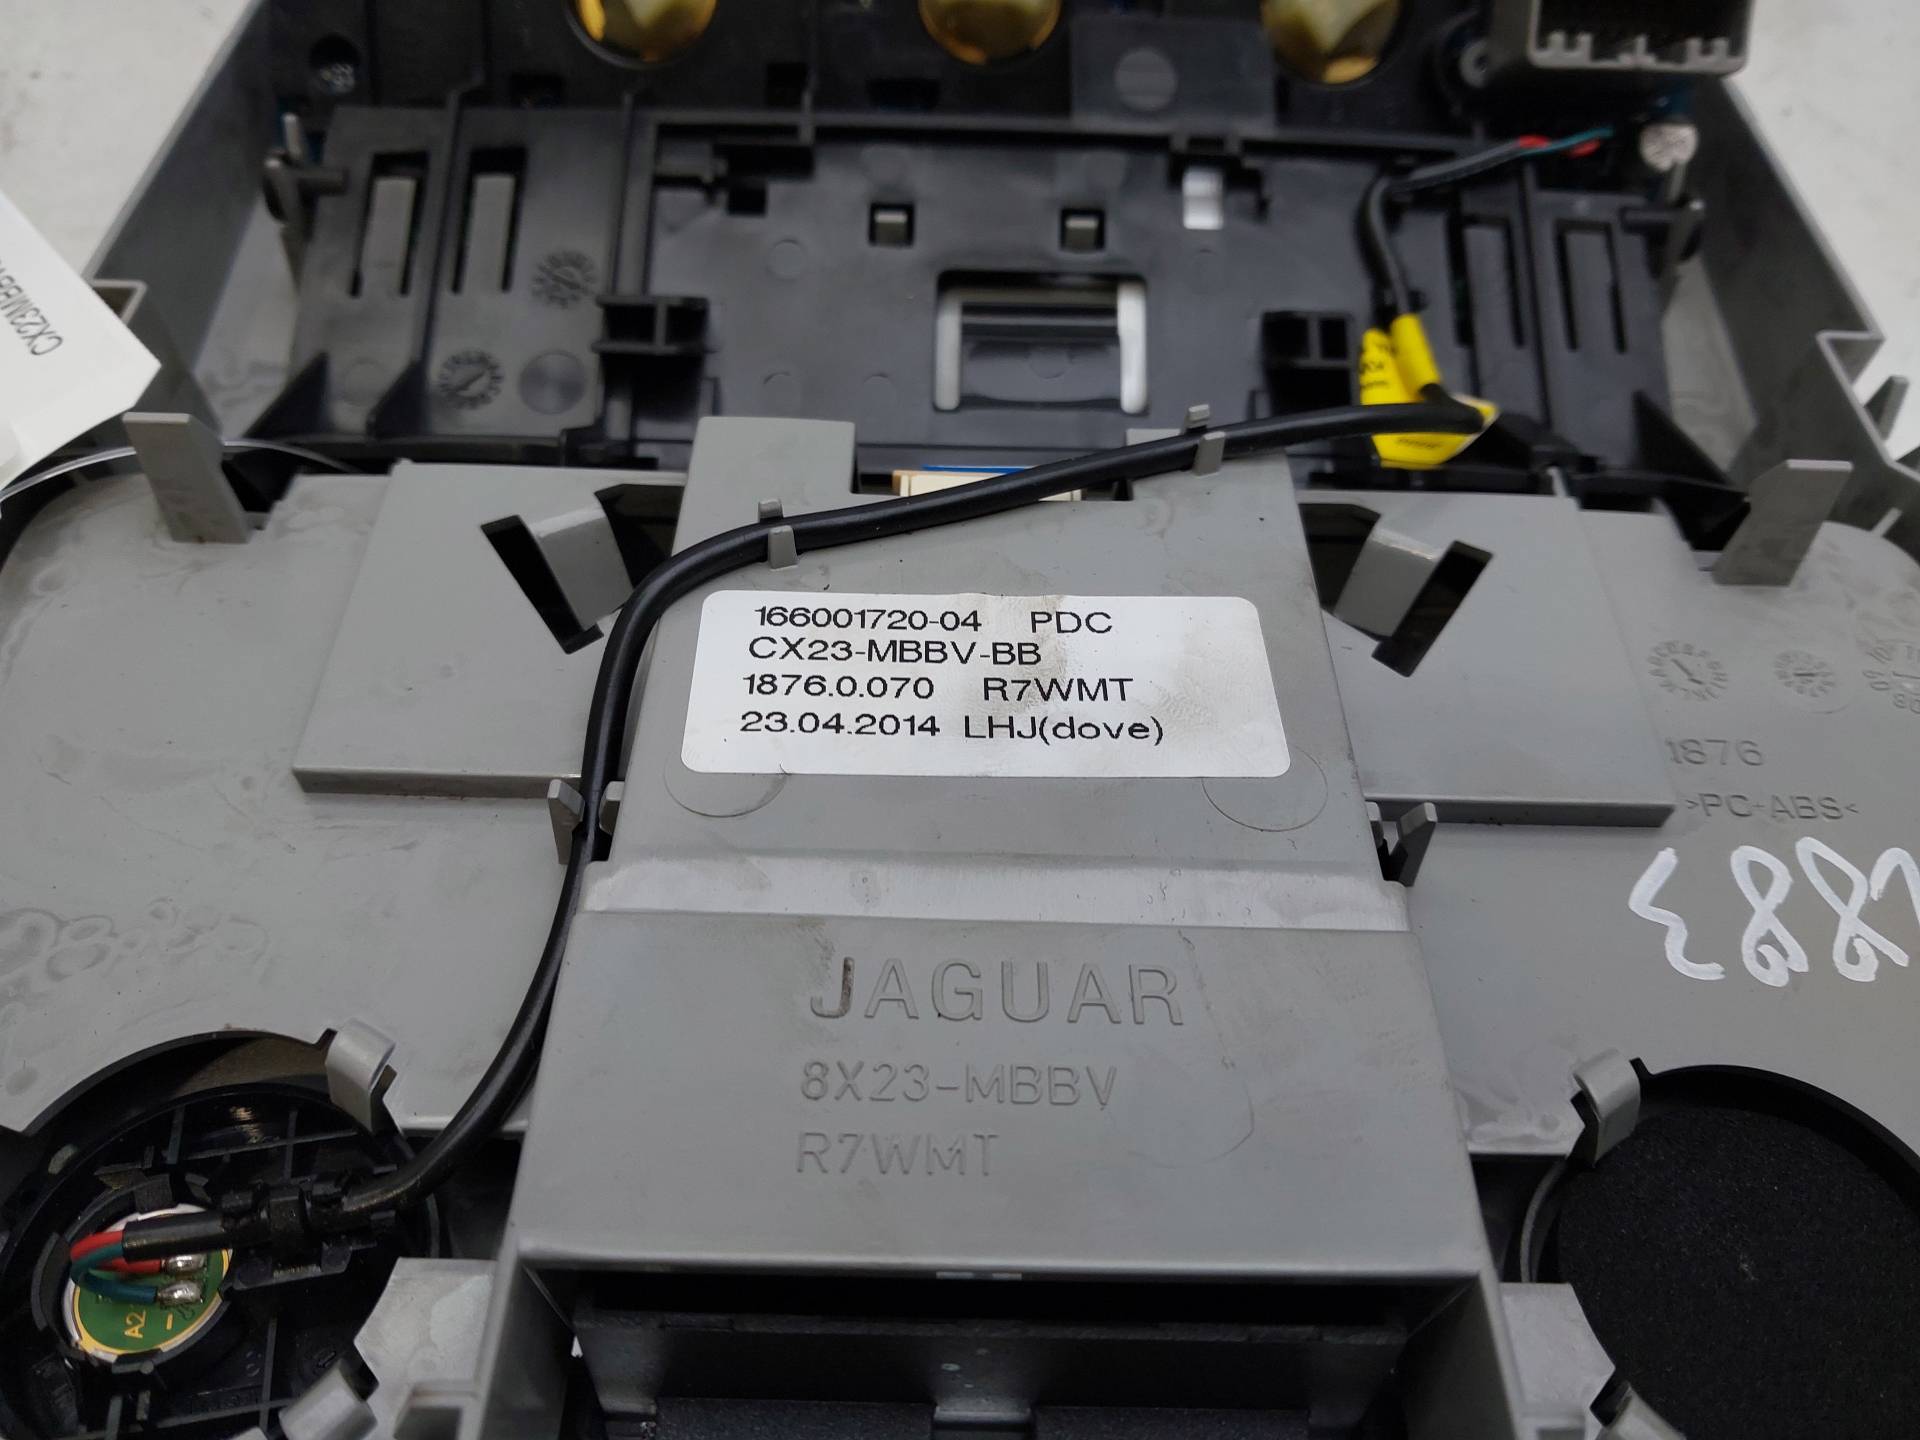 166001720-04 PDC
CX23-MBBV-BB
1876.0.070 R7WMT
23.04.2014 LHJ(dove)
1876
>PC+ABS<
JAGUAR
8X23-MBBV
R7WMT
A2